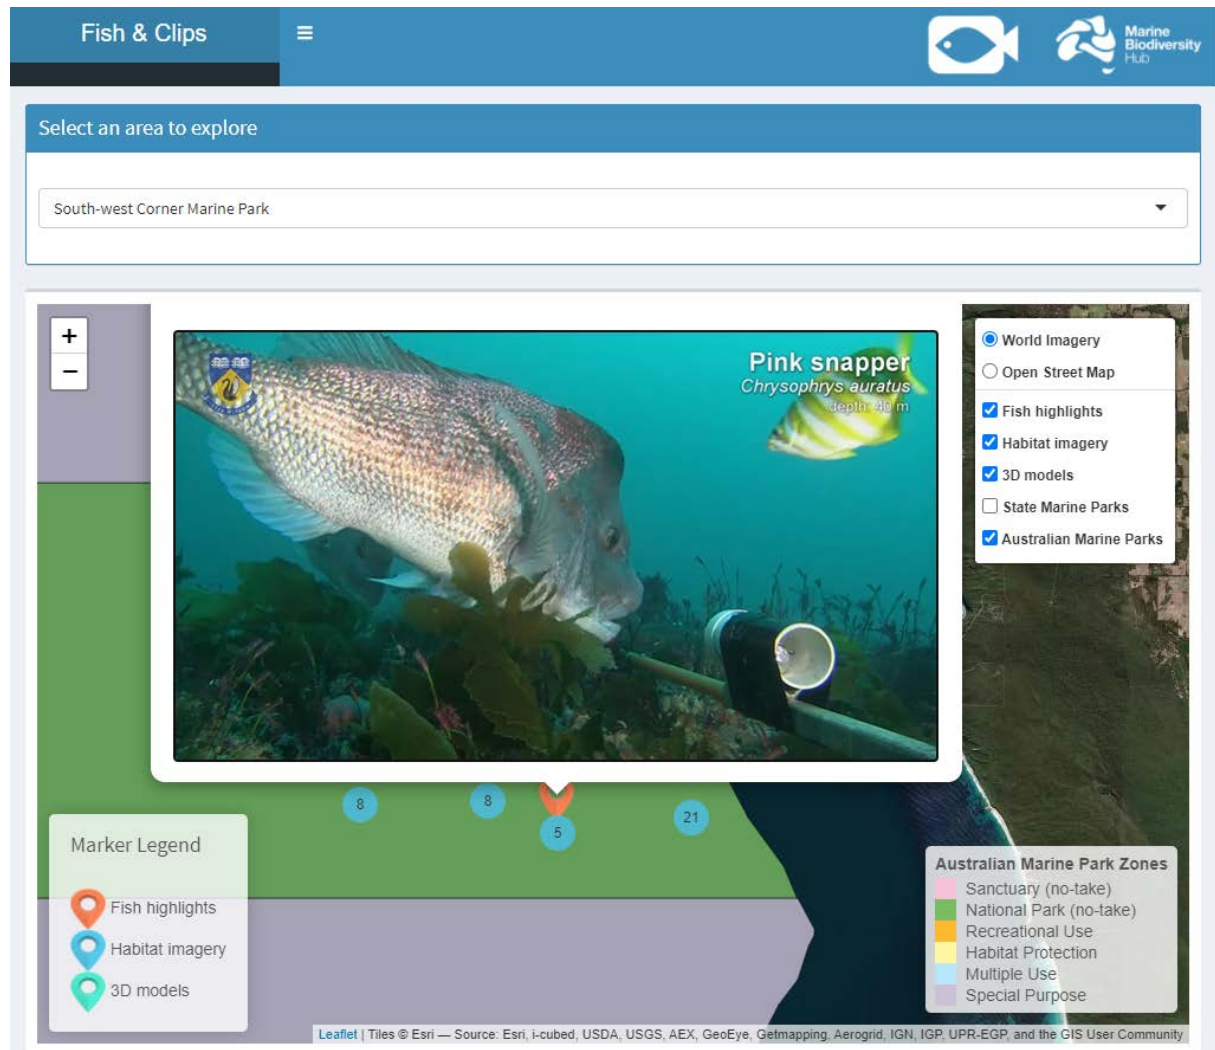 Fish & Clips
Marine
Biodiversity
Hub
Select an area to explore
South-west Corner Marine Park
+
−
Pink snapper
Chrysophrys auratus
depth: 40 m
World Imagery
Open Street Map
Fish highlights
Habitat imagery
3D models
State Marine Parks
Australian Marine Parks
8
8
5
21
Marker Legend
Fish highlights
Habitat imagery
3D models
Australian Marine Park Zones
Sanctuary (no-take)
National Park (no-take)
Recreational Use
Habitat Protection
Multiple Use
Special Purpose
Leaflet | Tiles © Esri — Source: Esri, i-cubed, USDA, USGS, AEX, GeoEye, Getmapping, Aerogrid, IGN, IGP, UPR-EGP, and the GIS User Community